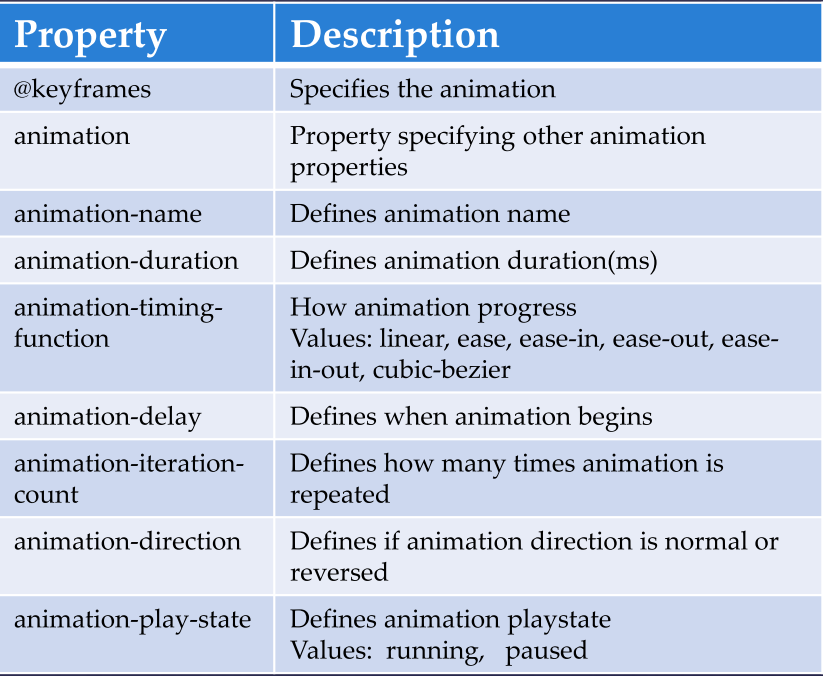 Property Description
@keyframes Specifies the animation
animation Property specifying other animation
properties
animation-name Defines animation name
animation-duration Defines animation duration(ms)
animation-timing- How animation progress
function Values: linear, ease, ease-in, ease-out, ease-
in-out, cubic-bezier
animation-delay Defines when animation begins
animation-iteration- Defines how many times animation is
count repeated
animation-direction Defines if animation direction is normal or
reversed
animation-play-state Defines animation playstate
Values: running, paused